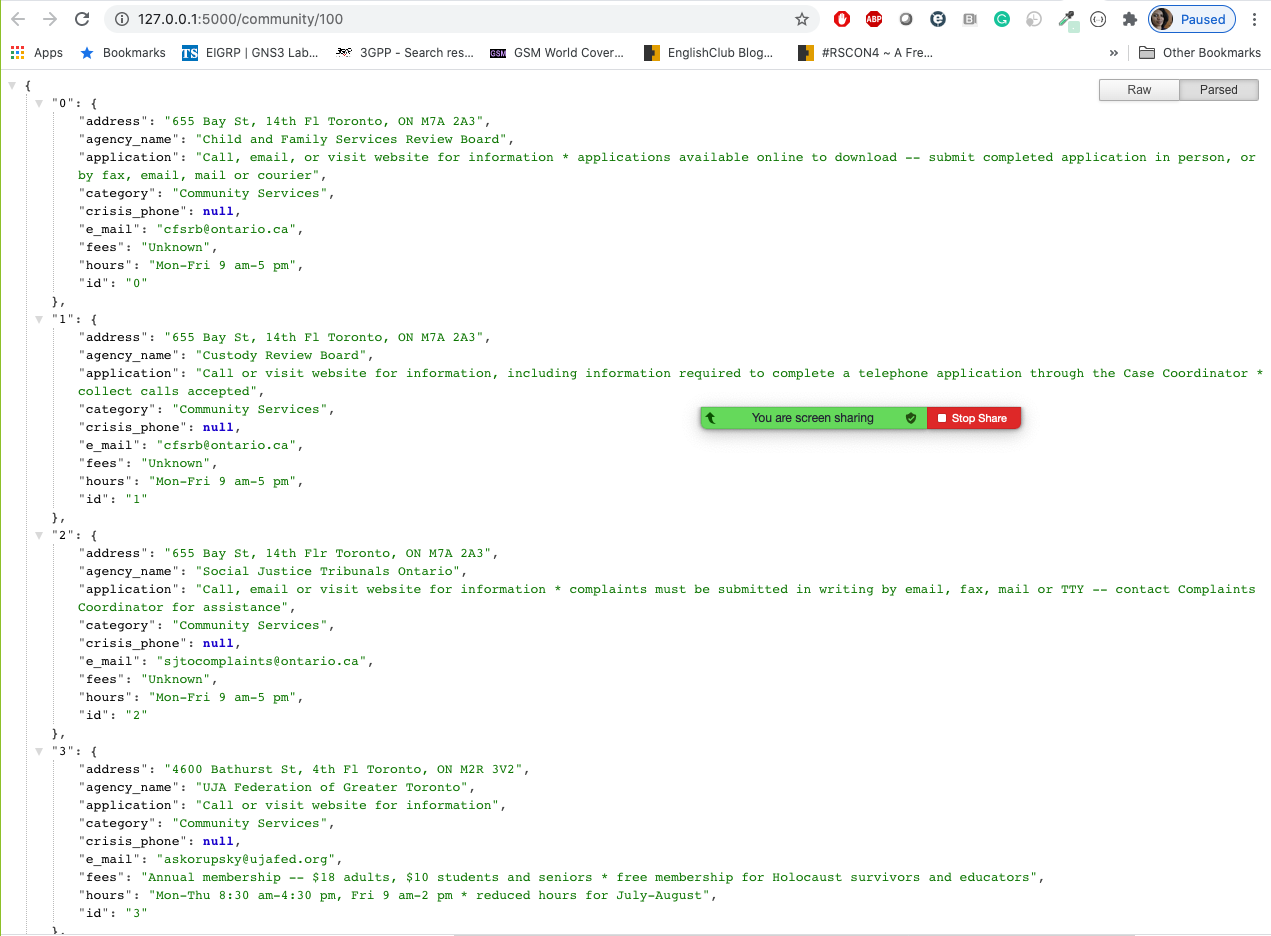 127.0.0.1:5000/community/100
ABP
Paused
Apps
Bookmarks
TS EIGRP | GNS3 Lab...
3GPP - Search res...
GSM GSM World Cover...
EnglishClub Blog...
#RSCON4 ~ A Fre...
»
Other Bookmarks
Raw
Parsed
{
"0": {
"address": "655 Bay St, 14th Fl Toronto, ON M7A 2A3",
"agency_name": "Child and Family Services Review Board",
"application": "Call, email, or visit website for information * applications available online to download -- submit completed application in person, or
by fax, email, mail or courier",
"category": "Community Services",
"crisis_phone": null,
"e_mail": "cfsrb@ontario.ca",
"fees": "Unknown",
"hours": "Mon-Fri 9 am-5 pm",
"id": "0"
},
"1": {
"address": "655 Bay St, 14th Fl Toronto, ON M7A 2A3",
"agency_name": "Custody Review Board",
"application": "Call or visit website for information, including information required to complete a telephone application through the Case Coordinator *
collect calls accepted",
"category": "Community Services",
"crisis_phone": null,
You are screen sharing
Stop Share
"e_mail": "cfsrb@ontario.ca",
"fees": "Unknown",
"hours": "Mon-Fri 9 am-5 pm",
"id": "1"
},
"2": {
"address": "655 Bay St, 14th Flr Toronto, ON M7A 2A3",
"agency_name": "Social Justice Tribunals Ontario",
"application": "Call, email or visit website for information * complaints must be submitted in writing by email, fax, mail or TTY -- contact Complaints
Coordinator for assistance",
"category": "Community Services",
"crisis_phone": null,
"e_mail": "sjtocomplaints@ontario.ca",
"fees": "Unknown",
"hours": "Mon-Fri 9 am-5 pm",
"id": "2"
},
"3": {
"address": "4600 Bathurst St, 4th Fl Toronto, ON M2R 3V2",
"agency_name": "UJA Federation of Greater Toronto",
"application": "Call or visit website for information",
"category": "Community Services",
"crisis_phone": null,
"e_mail": "askorupsky@ujafed.org",
"fees": "Annual membership -- $18 adults, $10 students and seniors * free membership for Holocaust survivors and educators",
"hours": "Mon-Thu 8:30 am-4:30 pm, Fri 9 am-2 pm * reduced hours for July-August",
"id": "3"
},